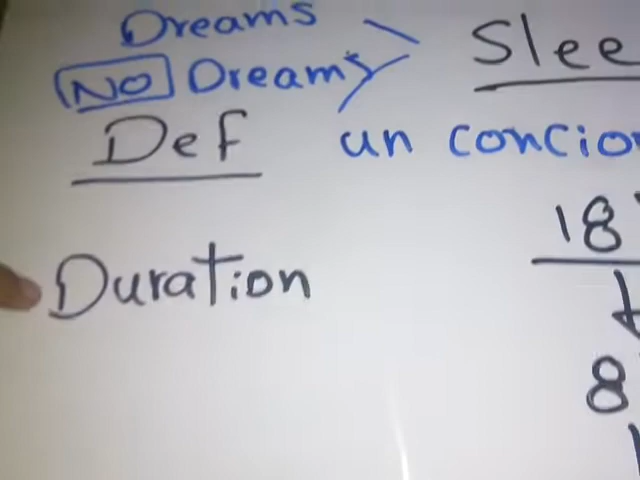 Dreams
NO Dreams Slee
Def un concio
18
Duration
8